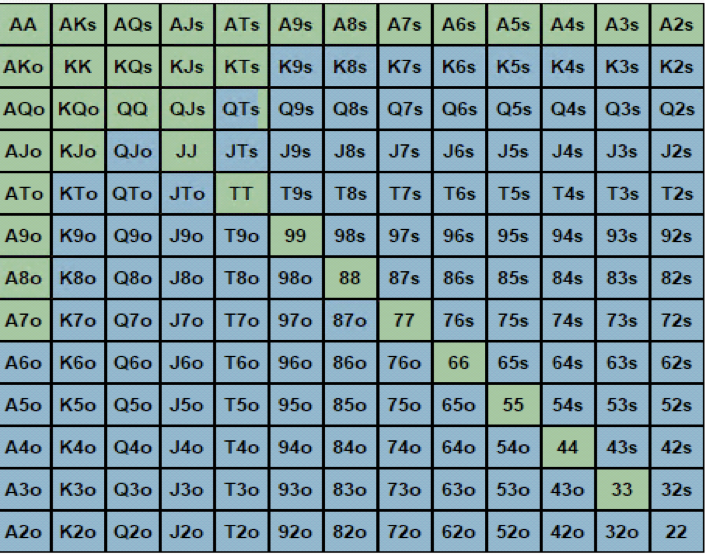 AA AKs AQs AJs ATs A9s A8s A7s A6s A5s A4s A3s A2s
AKo KK KQs KJs KTs K9s K8s K7s K6s K5s K4s K3s K2s
AQo KQo QQ QJs QTs Q9s Q8s Q7s Q6s Q5s Q4s Q3s Q2s
AJo KJo QJo JJ JTs J9s J8s J7s J6s J5s J4s J3s J2s
ATo KTo QTo JTo TT T9s T8s T7s T6s T5s T4s T3s T2s
A9o K9o Q9o J9o T9o 99 98s 97s 96s 95s 94s 93s 92s
A8o K8o Q8o J8o T8o 98o 88 87s 86s 85s 84s 83s 82s
A7o K7o Q7o J7o T7o 97o 87o 77 76s 75s 74s 73s 72s
A6o K6o Q6o J6o T6o 96o 86o 76o 66 65s 64s 63s 62s
A5o K5o Q5o J5o T5o 95o 85o 75o 65o 55 54s 53s 52s
A4o K4o Q4o J4o T4o 94o 84o 74o 64o 54o 44 43s 42s
A3o K3o Q3o J3o T3o 93o 83o 73o 63o 53o 43o 33 32s
A2o K2o Q2o J2o T2o 92o 82o 72o 62o 52o 42o 32o 22